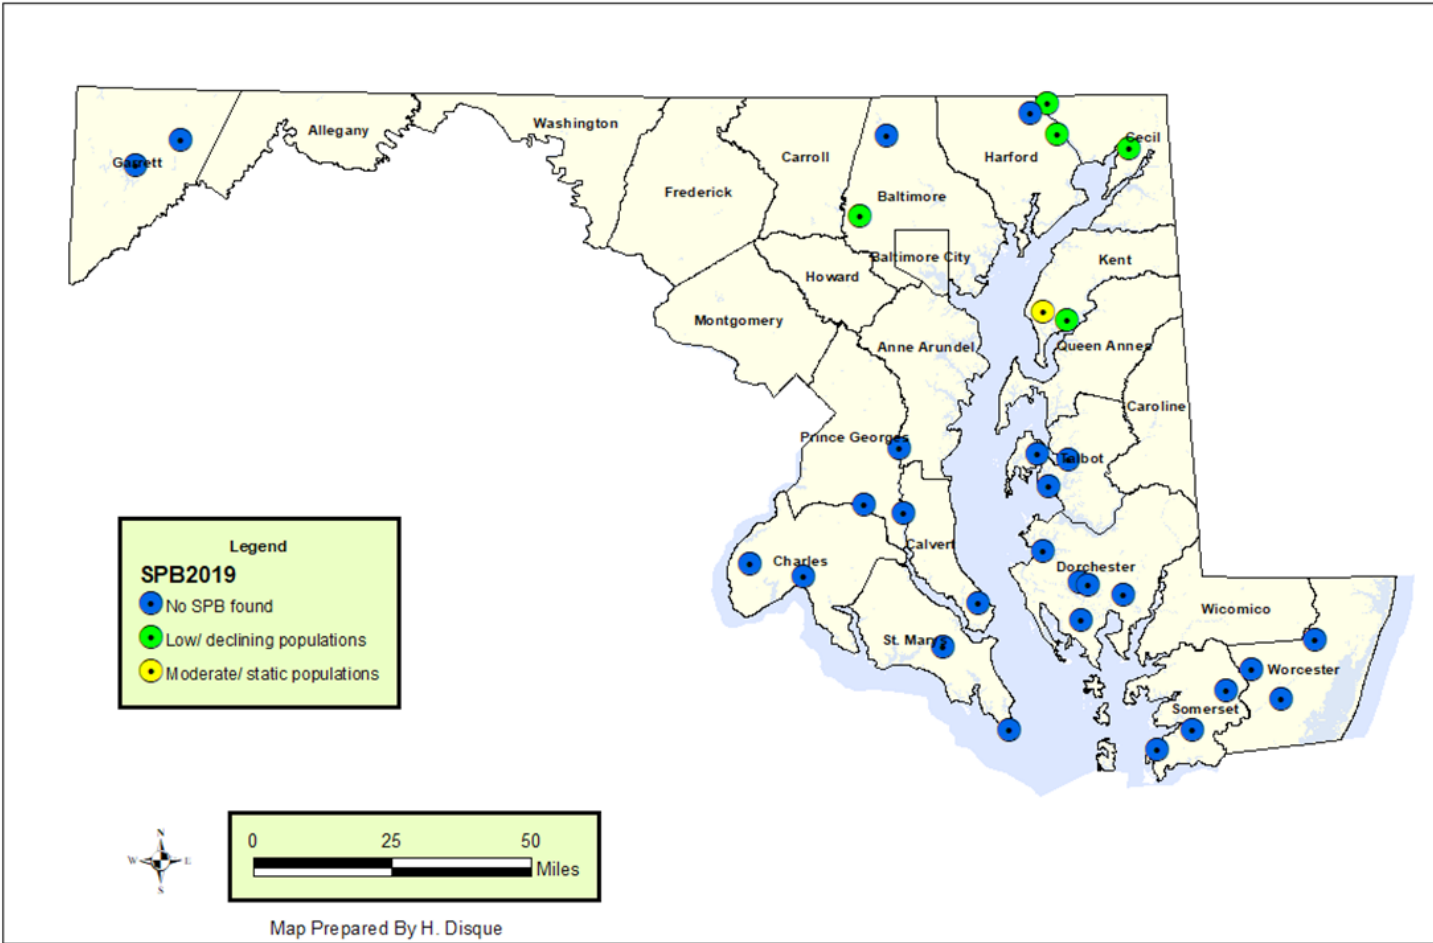 Garrett
Allegany
Washington
Frederick
Carroll
Baltimore
Harford
Cecil
Baltimore City
Howard
Kent
Montgomery
Anne Arundel
Queen Annes
Caroline
Prince Georges
Talbot
Calvert
Charles
Dorchester
St. Marys
Wicomico
Worcester
Somerset
Legend
SPB2019
No SPB found
Low/ declining populations
Moderate/ static populations
N
W E
S
0 25 50
Miles
Map Prepared By H. Disque